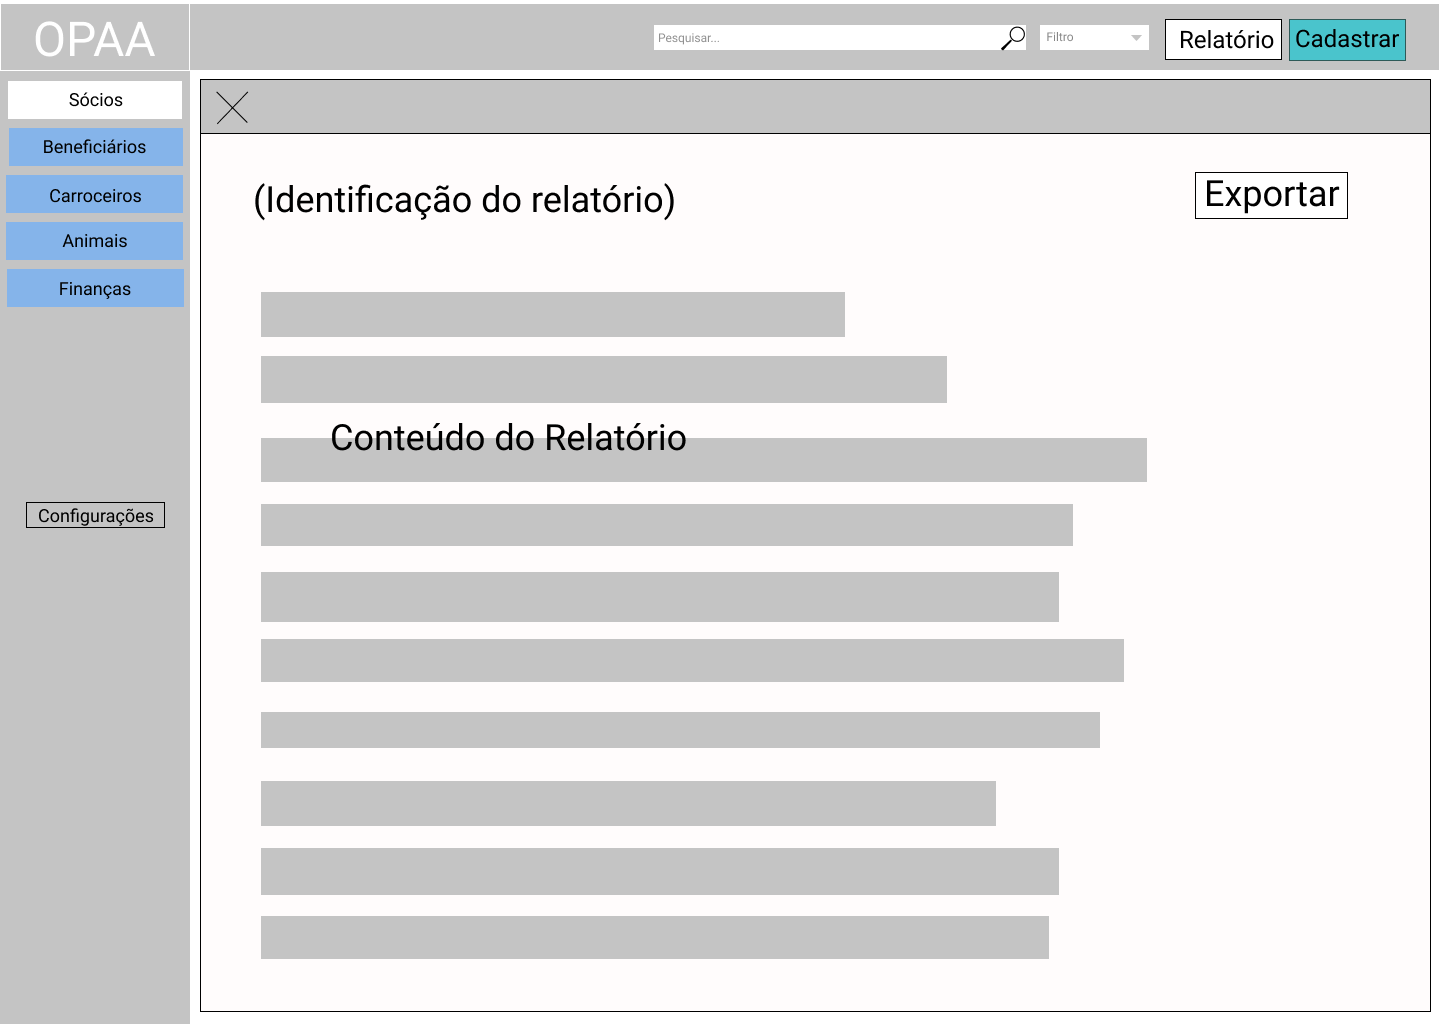 OPAA
Pesquisar...
Filtro
Relatório
Cadastrar
Sócios
Beneficiários
Carroceiros
Animais
Finanças
Configurações
(Identificação do relatório)
Exportar
Conteúdo do Relatório